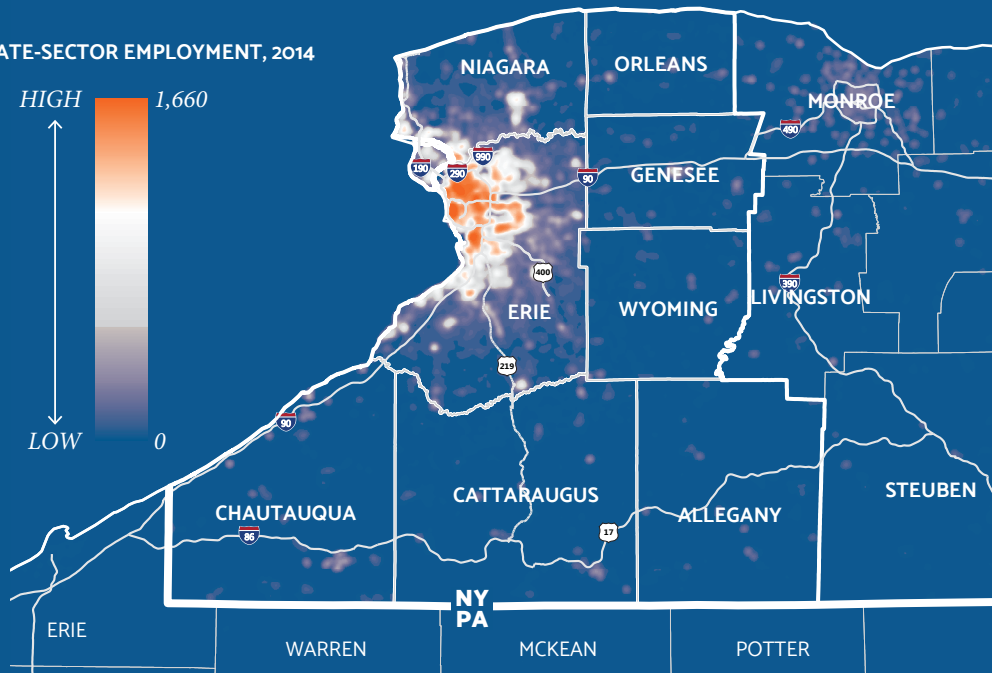 ATE-SECTOR EMPLOYMENT, 2014
HIGH
1,660
LOW
0
NIAGARA
ORLEANS
MONROE
490
990
190
290
90
GENESEE
400
390
ERIE
WYOMING
LIVINGSTON
219
90
CHAUTAUQUA
CATTARAUGUS
ALLEGANY
STEUBEN
86
17
NY
PA
ERIE
WARREN
MCKEAN
POTTER